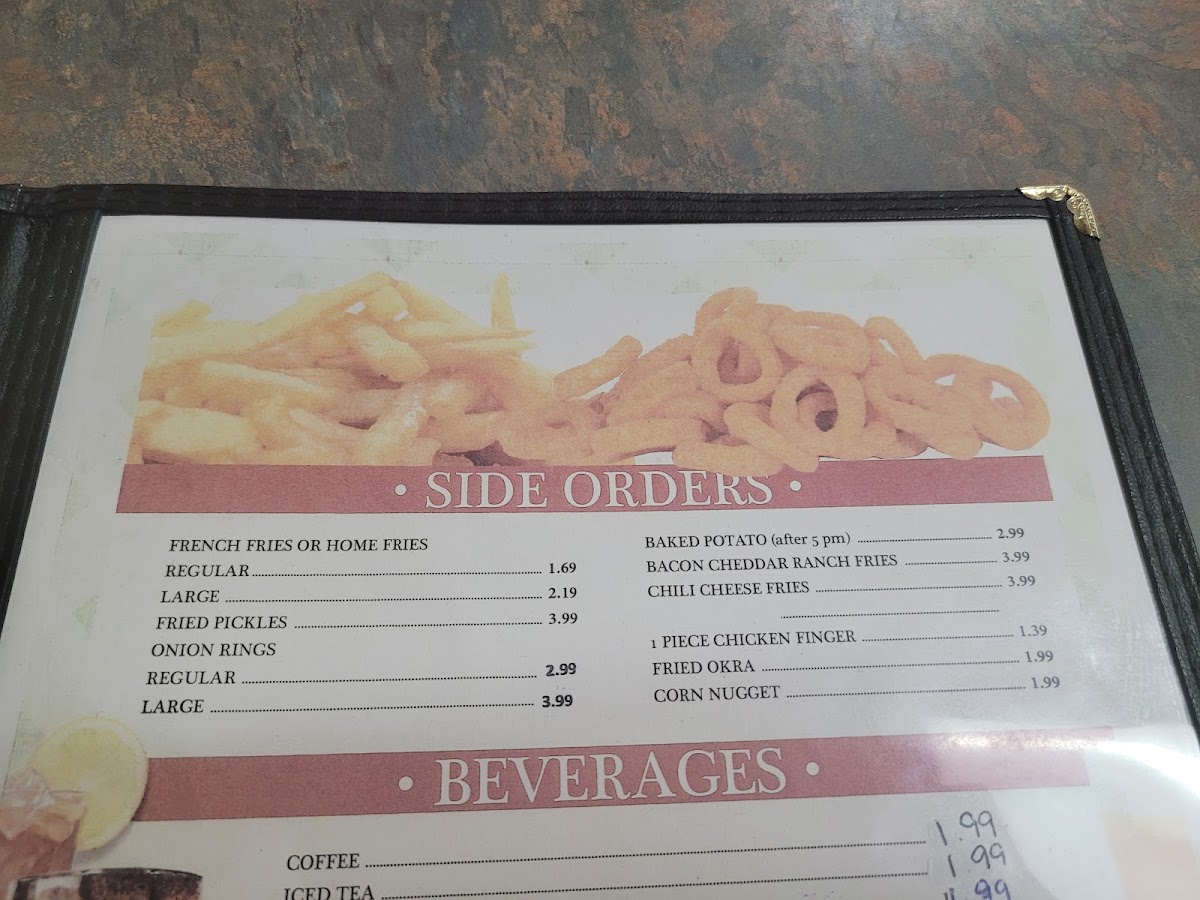 • SIDE ORDERS •
FRENCH FRIES OR HOME FRIES
REGULAR 1.69
LARGE 2.19
FRIED PICKLES 3.99
ONION RINGS
REGULAR 2.99
LARGE 3.99
BAKED POTATO (after 5 pm) 2.99
BACON CHEDDAR RANCH FRIES 3.99
CHILI CHEESE FRIES 3.99
1 PIECE CHICKEN FINGER 1.39
FRIED OKRA 1.99
CORN NUGGET 1.99
• BEVERAGES •
COFFEE 1.99
ICED TEA 1.99